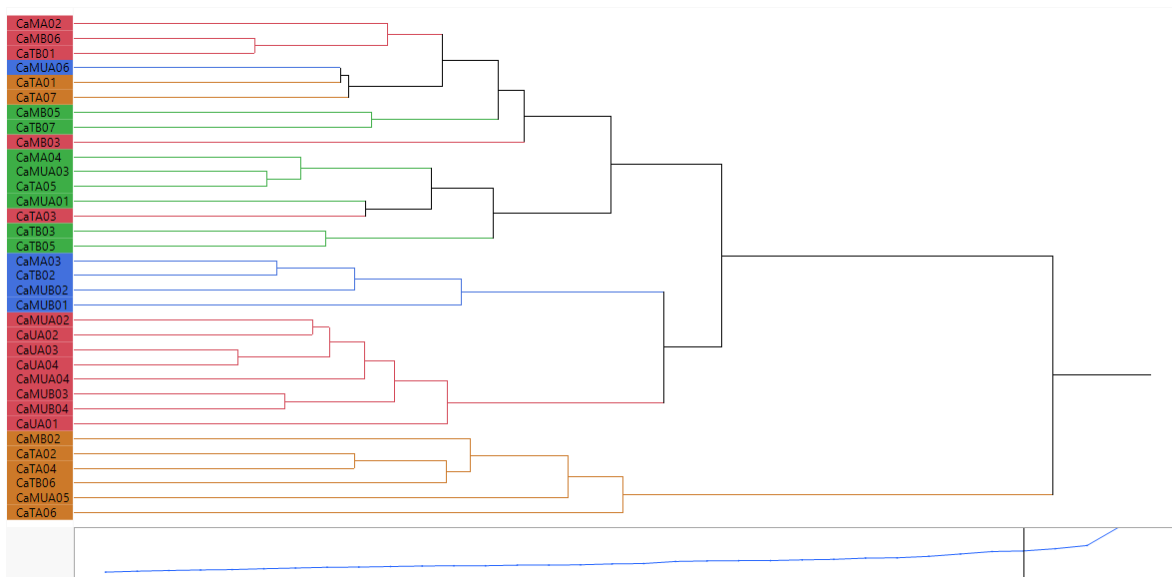 CaMA02
CaMB06
CaTB01
CaMUA06
CaTA01
CaTA07
CaMB05
CaTB07
CaMB03
CaMA04
CaMUA03
CaTA05
CaMUA01
CaTA03
CaTB03
CaTB05
CaMA03
CaTB02
CaMUB02
CaMUB01
CaMUA02
CaUA02
CaUA03
CaUA04
CaMUA04
CaMUB03
CaMUB04
CaUA01
CaMB02
CaTA02
CaTA04
CaTB06
CaMUA05
CaTA06